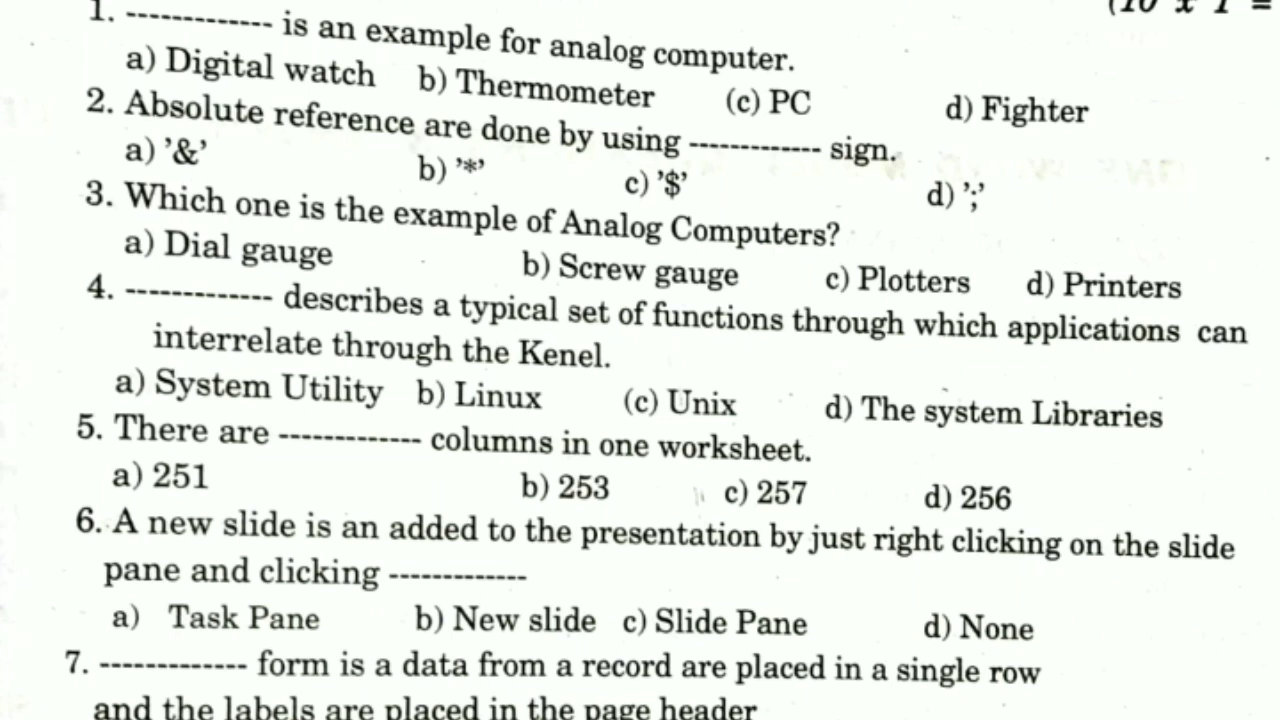 (10 x 1 =
1. ------------- is an example for analog computer.
a) Digital watch b) Thermometer (c) PC d) Fighter
2. Absolute reference are done by using ------------- sign.
a) '&' b) '*' c) '$' d) ';'
3. Which one is the example of Analog Computers?
a) Dial gauge b) Screw gauge c) Plotters d) Printers
4. ------------- describes a typical set of functions through which applications can
interrelate through the Kenel.
a) System Utility b) Linux (c) Unix d) The system Libraries
5. There are ------------- columns in one worksheet.
a) 251 b) 253 c) 257 d) 256
6. A new slide is an added to the presentation by just right clicking on the slide
pane and clicking -------------
a) Task Pane b) New slide c) Slide Pane d) None
7. ------------- form is a data from a record are placed in a single row
and the labels are placed in the page header